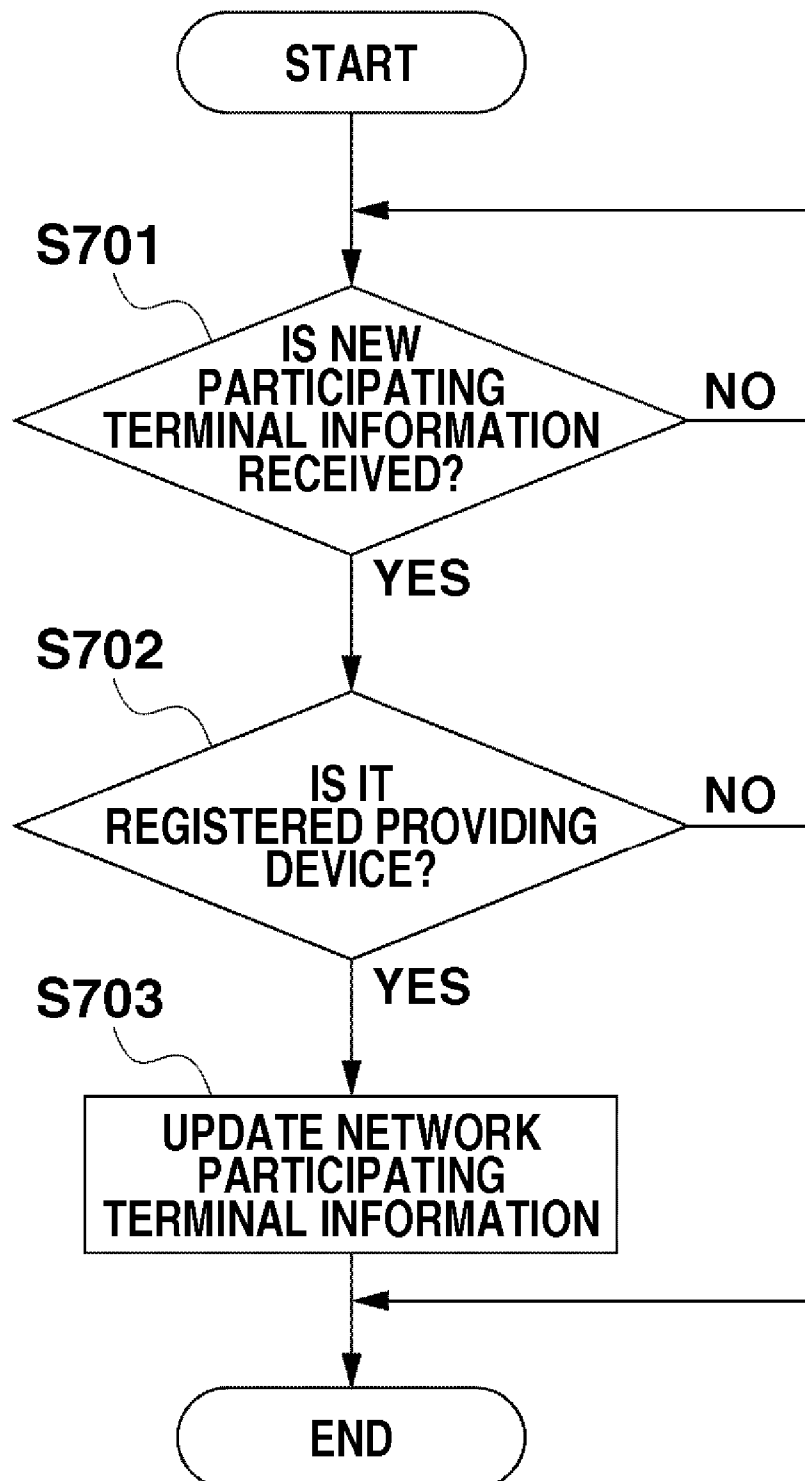 START
S701
IS NEW
PARTICIPATING
TERMINAL INFORMATION
RECEIVED?
NO
YES
S702
IS IT
REGISTERED PROVIDING
DEVICE?
NO
YES
S703
UPDATE NETWORK
PARTICIPATING
TERMINAL INFORMATION
END